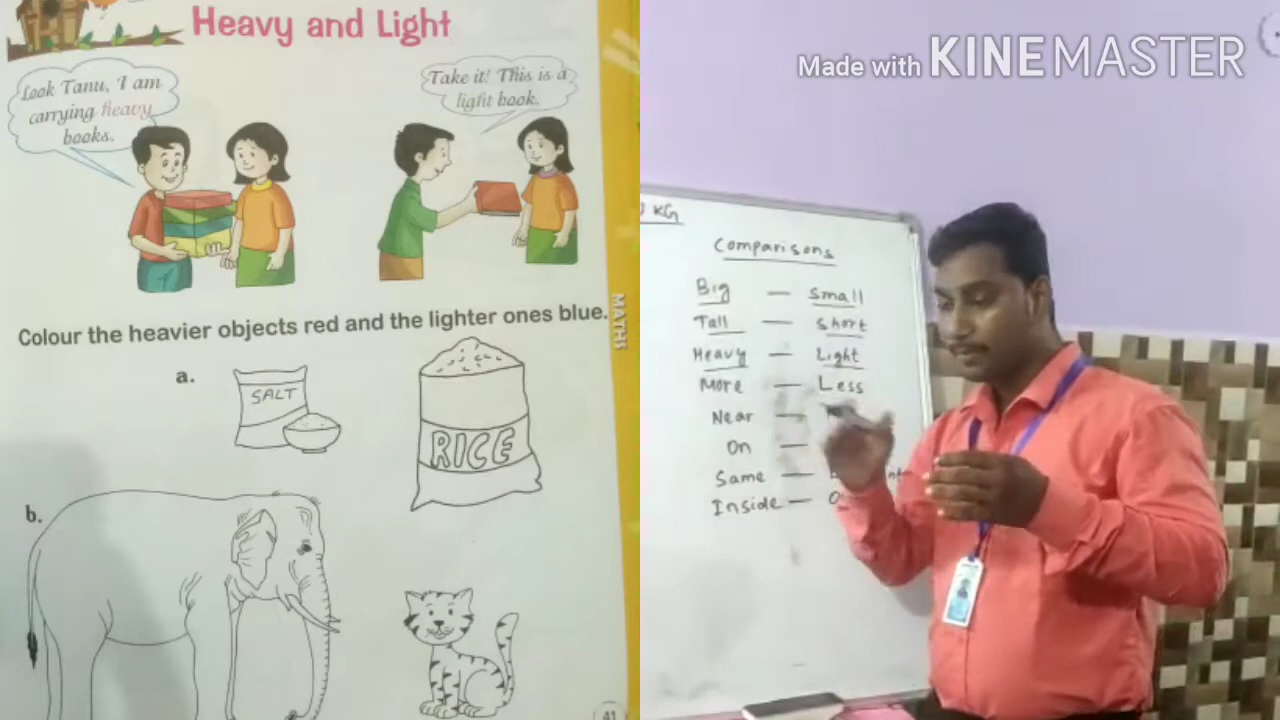 Heavy and Light
Look Tanu, I am
carrying heavy
books.
Take it! This is a
light book.
Colour the heavier objects red and the lighter ones blue.
a.
SALT
RICE
b.
MATHS
41
Made with KINEMASTER
KG
Comparisons
Big — Small
Tall — Short
Heavy — Light
More — Less
Near —
On —
Same —
Inside —